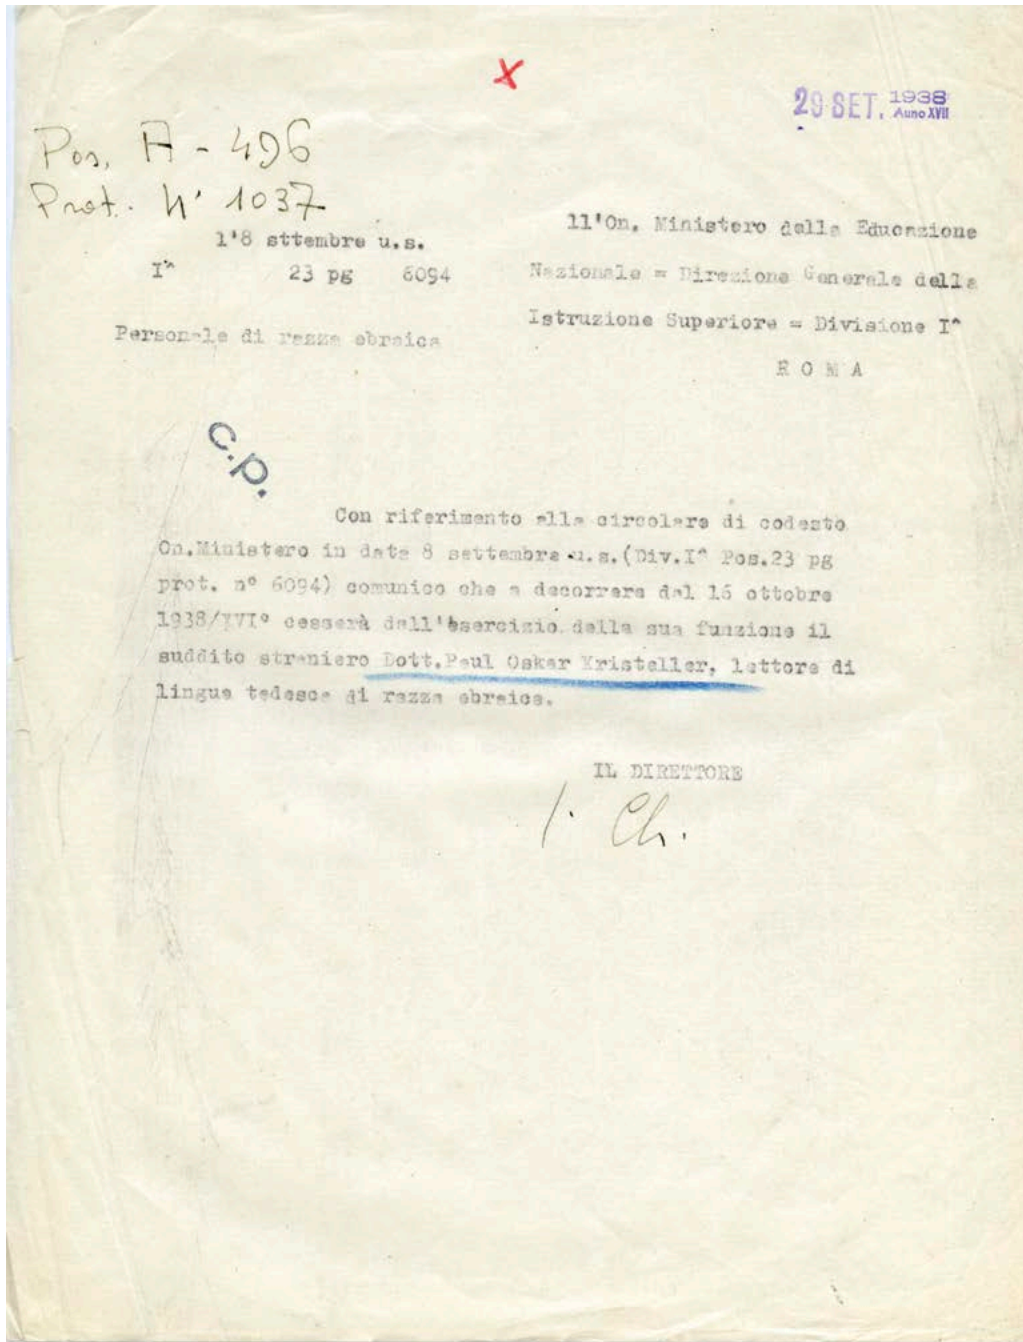 x
29 SET. 1938
Anno XVII
Pos. A - 496
Prot. N° 1037
l'8 sttembre u.s.
I^ 23 pg 6094
Personale di razza ebraica
ll'On. Ministero della Educazione
Nazionale = Direzione Generale della
Istruzione Superiore = Divisione I^
R O M A
c.p.
Con riferimento alla circolare di codesto
On.Ministero in data 8 settembre u.s.(Div.I^ Pos.23 pg
prot. n° 6094) comunico che a decorrere dal 16 ottobre
1938/XVI° cesserà dall'esercizio della sua funzione il
suddito straniero Dott.Paul Oskar Kristeller, lettore di
lingua tedesca di razza ebraica.
IL DIRETTORE
Ch.